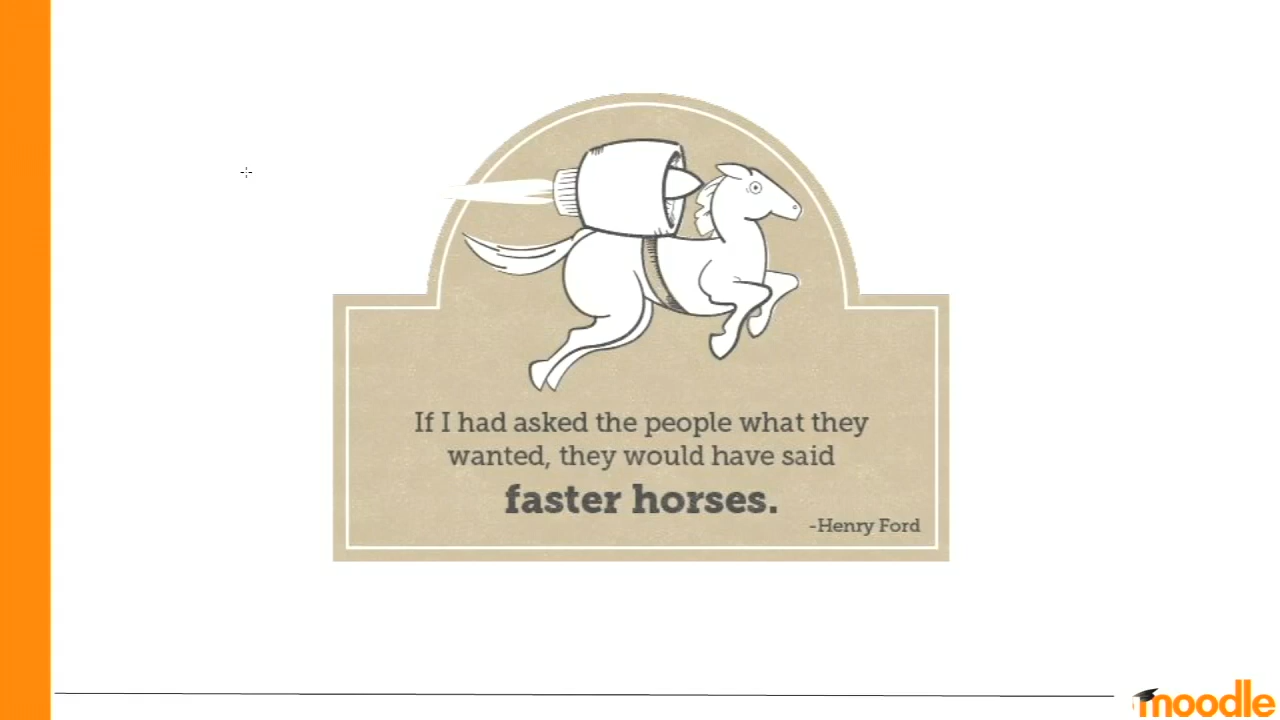 If I had asked the people what they
wanted, they would have said
faster horses.
-Henry Ford
moodle